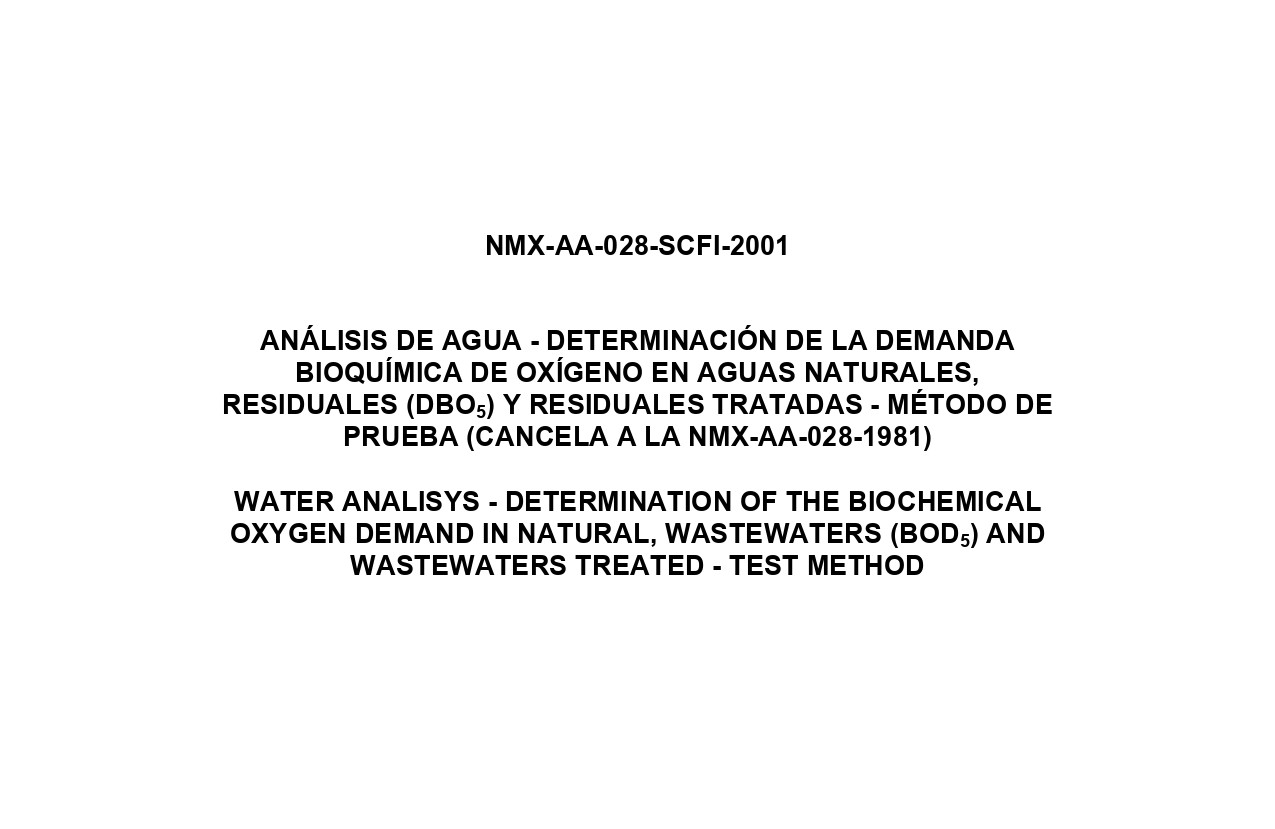 NMX-AA-028-SCFI-2001
ANÁLISIS DE AGUA - DETERMINACIÓN DE LA DEMANDA
BIOQUÍMICA DE OXÍGENO EN AGUAS NATURALES,
RESIDUALES (DBO₅) Y RESIDUALES TRATADAS - MÉTODO DE
PRUEBA (CANCELA A LA NMX-AA-028-1981)
WATER ANALISYS - DETERMINATION OF THE BIOCHEMICAL
OXYGEN DEMAND IN NATURAL, WASTEWATERS (BOD₅) AND
WASTEWATERS TREATED - TEST METHOD